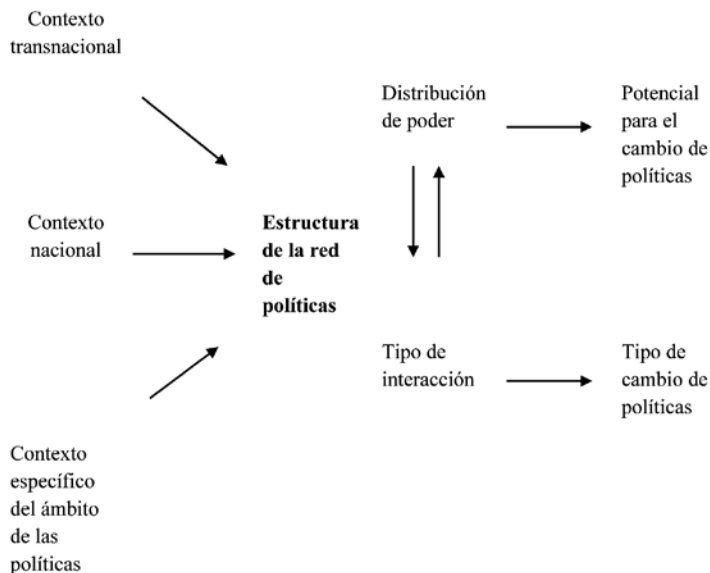 Contexto
transnacional
Distribución
de poder
Potencial
para el
cambio de
políticas
Contexto
nacional
Estructura
de la red
de
políticas
Tipo de
interacción
Tipo de
cambio de
políticas
Contexto
específico
del ámbito
de las
políticas